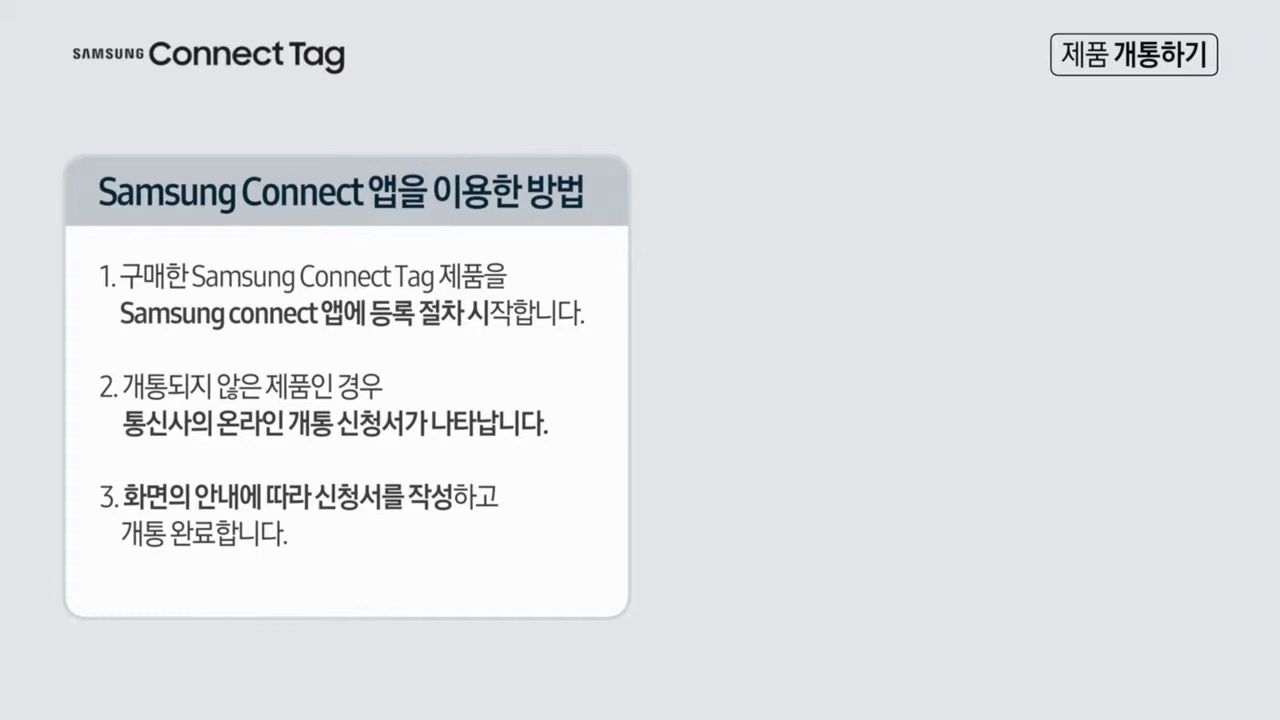 SAMSUNG Connect Tag
제품 개통하기
Samsung Connect 앱을 이용한 방법
1. 구매한 Samsung Connect Tag 제품을
Samsung connect 앱에 등록 절차 시작합니다.
2. 개통되지 않은 제품인 경우
통신사의 온라인 개통 신청서가 나타납니다.
3. 화면의 안내에 따라 신청서를 작성하고
개통 완료합니다.